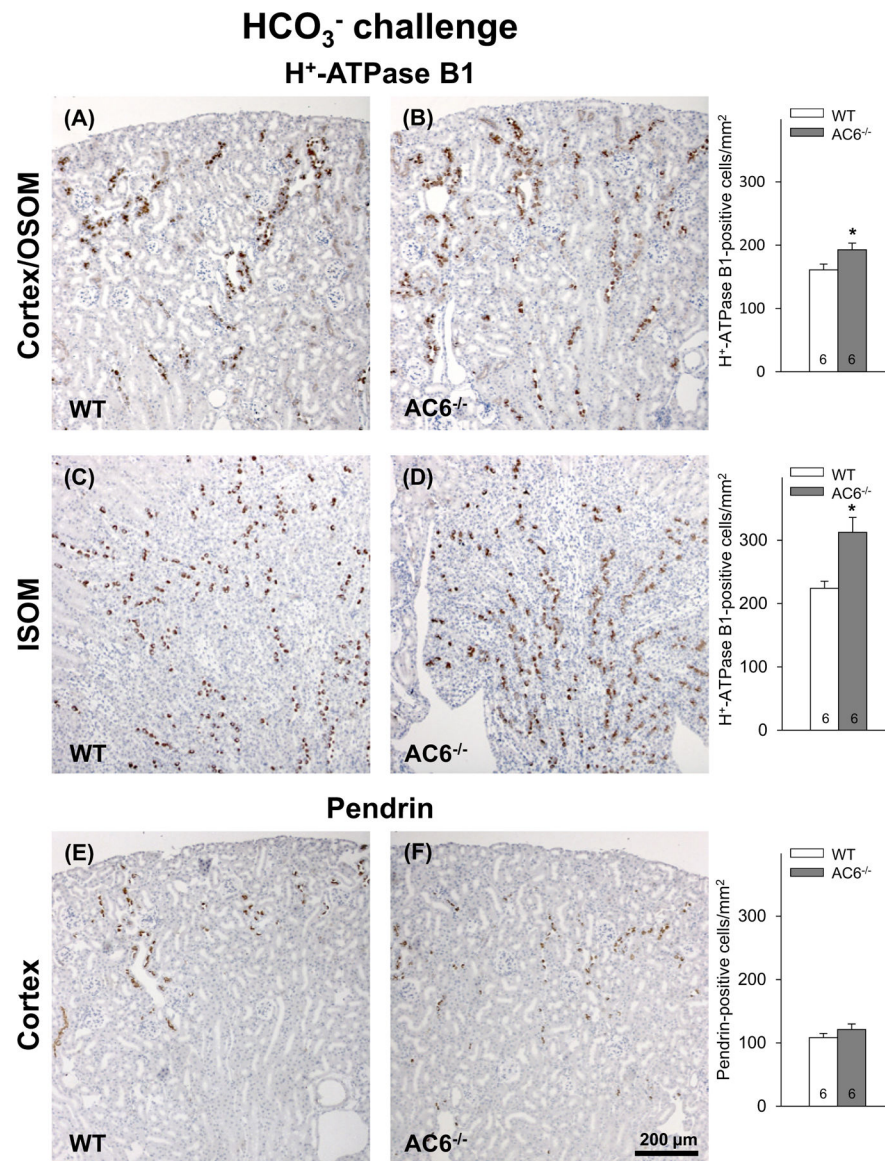 HCO₃⁻ challenge
H⁺-ATPase B1
Cortex/OSOM
(A)
WT
(B)
AC6⁻/⁻
WT
AC6⁻/⁻
H⁺-ATPase B1-positive cells/mm²
300
200
100
0
*
6
6
ISOM
(C)
WT
(D)
AC6⁻/⁻
WT
AC6⁻/⁻
H⁺-ATPase B1-positive cells/mm²
300
200
100
0
*
6
6
Pendrin
Cortex
(E)
WT
(F)
AC6⁻/⁻
200 µm
WT
AC6⁻/⁻
Pendrin-positive cells/mm²
300
200
100
0
6
6